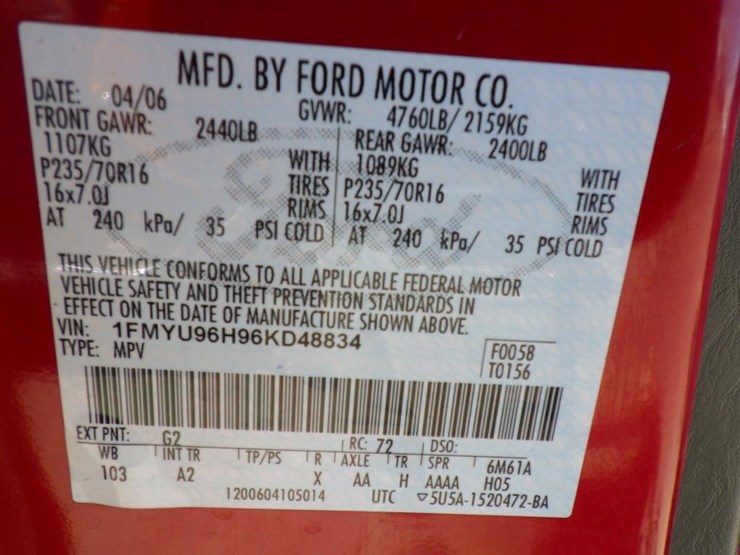 MFD. BY FORD MOTOR CO.
DATE: 04/06 GVWR: 4760LB/ 2159KG
FRONT GAWR: 2440LB REAR GAWR: 2400LB
1107KG WITH 1089KG WITH
P235/70R16 TIRES P235/70R16 TIRES
16x7.0J RIMS 16x7.0J RIMS
AT 240 kPa/ 35 PSI COLD AT 240 kPa/ 35 PSI COLD
Ford
THIS VEHICLE CONFORMS TO ALL APPLICABLE FEDERAL MOTOR
VEHICLE SAFETY AND THEFT PREVENTION STANDARDS IN
EFFECT ON THE DATE OF MANUFACTURE SHOWN ABOVE.
VIN: 1FMYU96H96KD48834 F0058
TYPE: MPV T0156
EXT PNT: G2 RC: 72 DSO:
WB INT TR TP/PS R AXLE TR SPR 6M61A
103 A2 X AA H AAAA H05
1200604105014 UTC ▽5U5A-1520472-BA